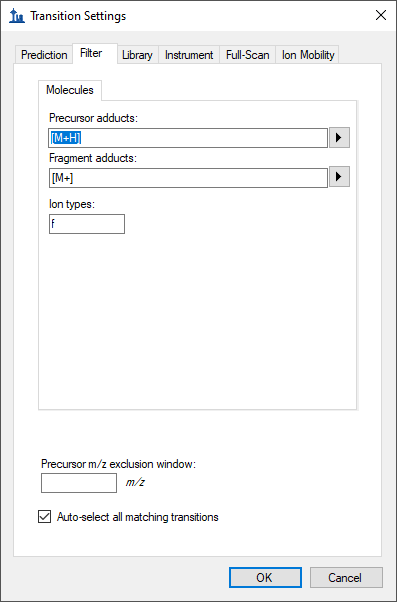 Transition Settings
Prediction Filter Library Instrument Full-Scan Ion Mobility
Molecules
Precursor adducts:
[M+H]
Fragment adducts:
[M+]
Ion types:
f
Precursor m/z exclusion window:
m/z
Auto-select all matching transitions
OK Cancel